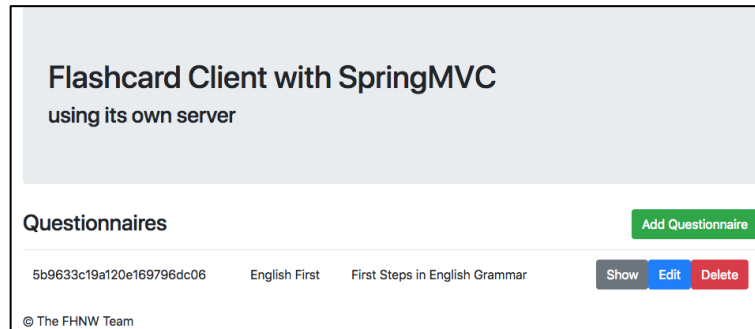 Flashcard Client with SpringMVC
using its own server
Questionnaires
Add Questionnaire
5b9633c19a120e169796dc06 English First First Steps in English Grammar Show Edit Delete
© The FHNW Team